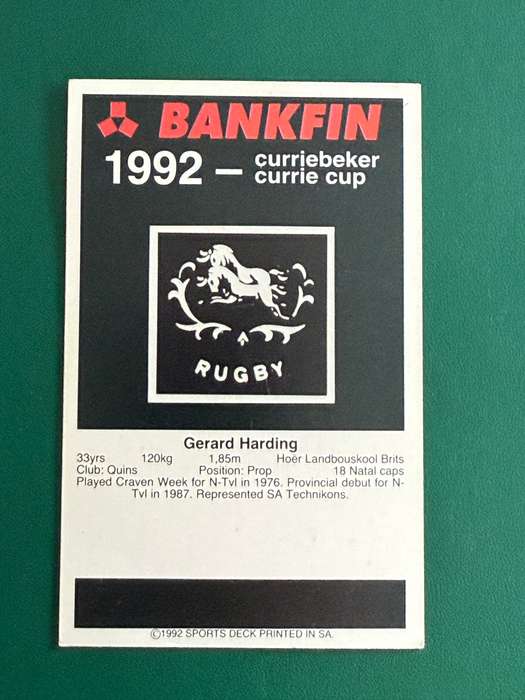 BANKFIN
1992 – curriebeker
currie cup
RUGBY
Gerard Harding
33yrs 120kg 1,85m Hoër Landbouskool Brits
Club: Quins Position: Prop 18 Natal caps
Played Craven Week for N-Tvl in 1976. Provincial debut for N-
Tvl in 1987. Represented SA Technikons.
©1992 SPORTS DECK PRINTED IN SA.